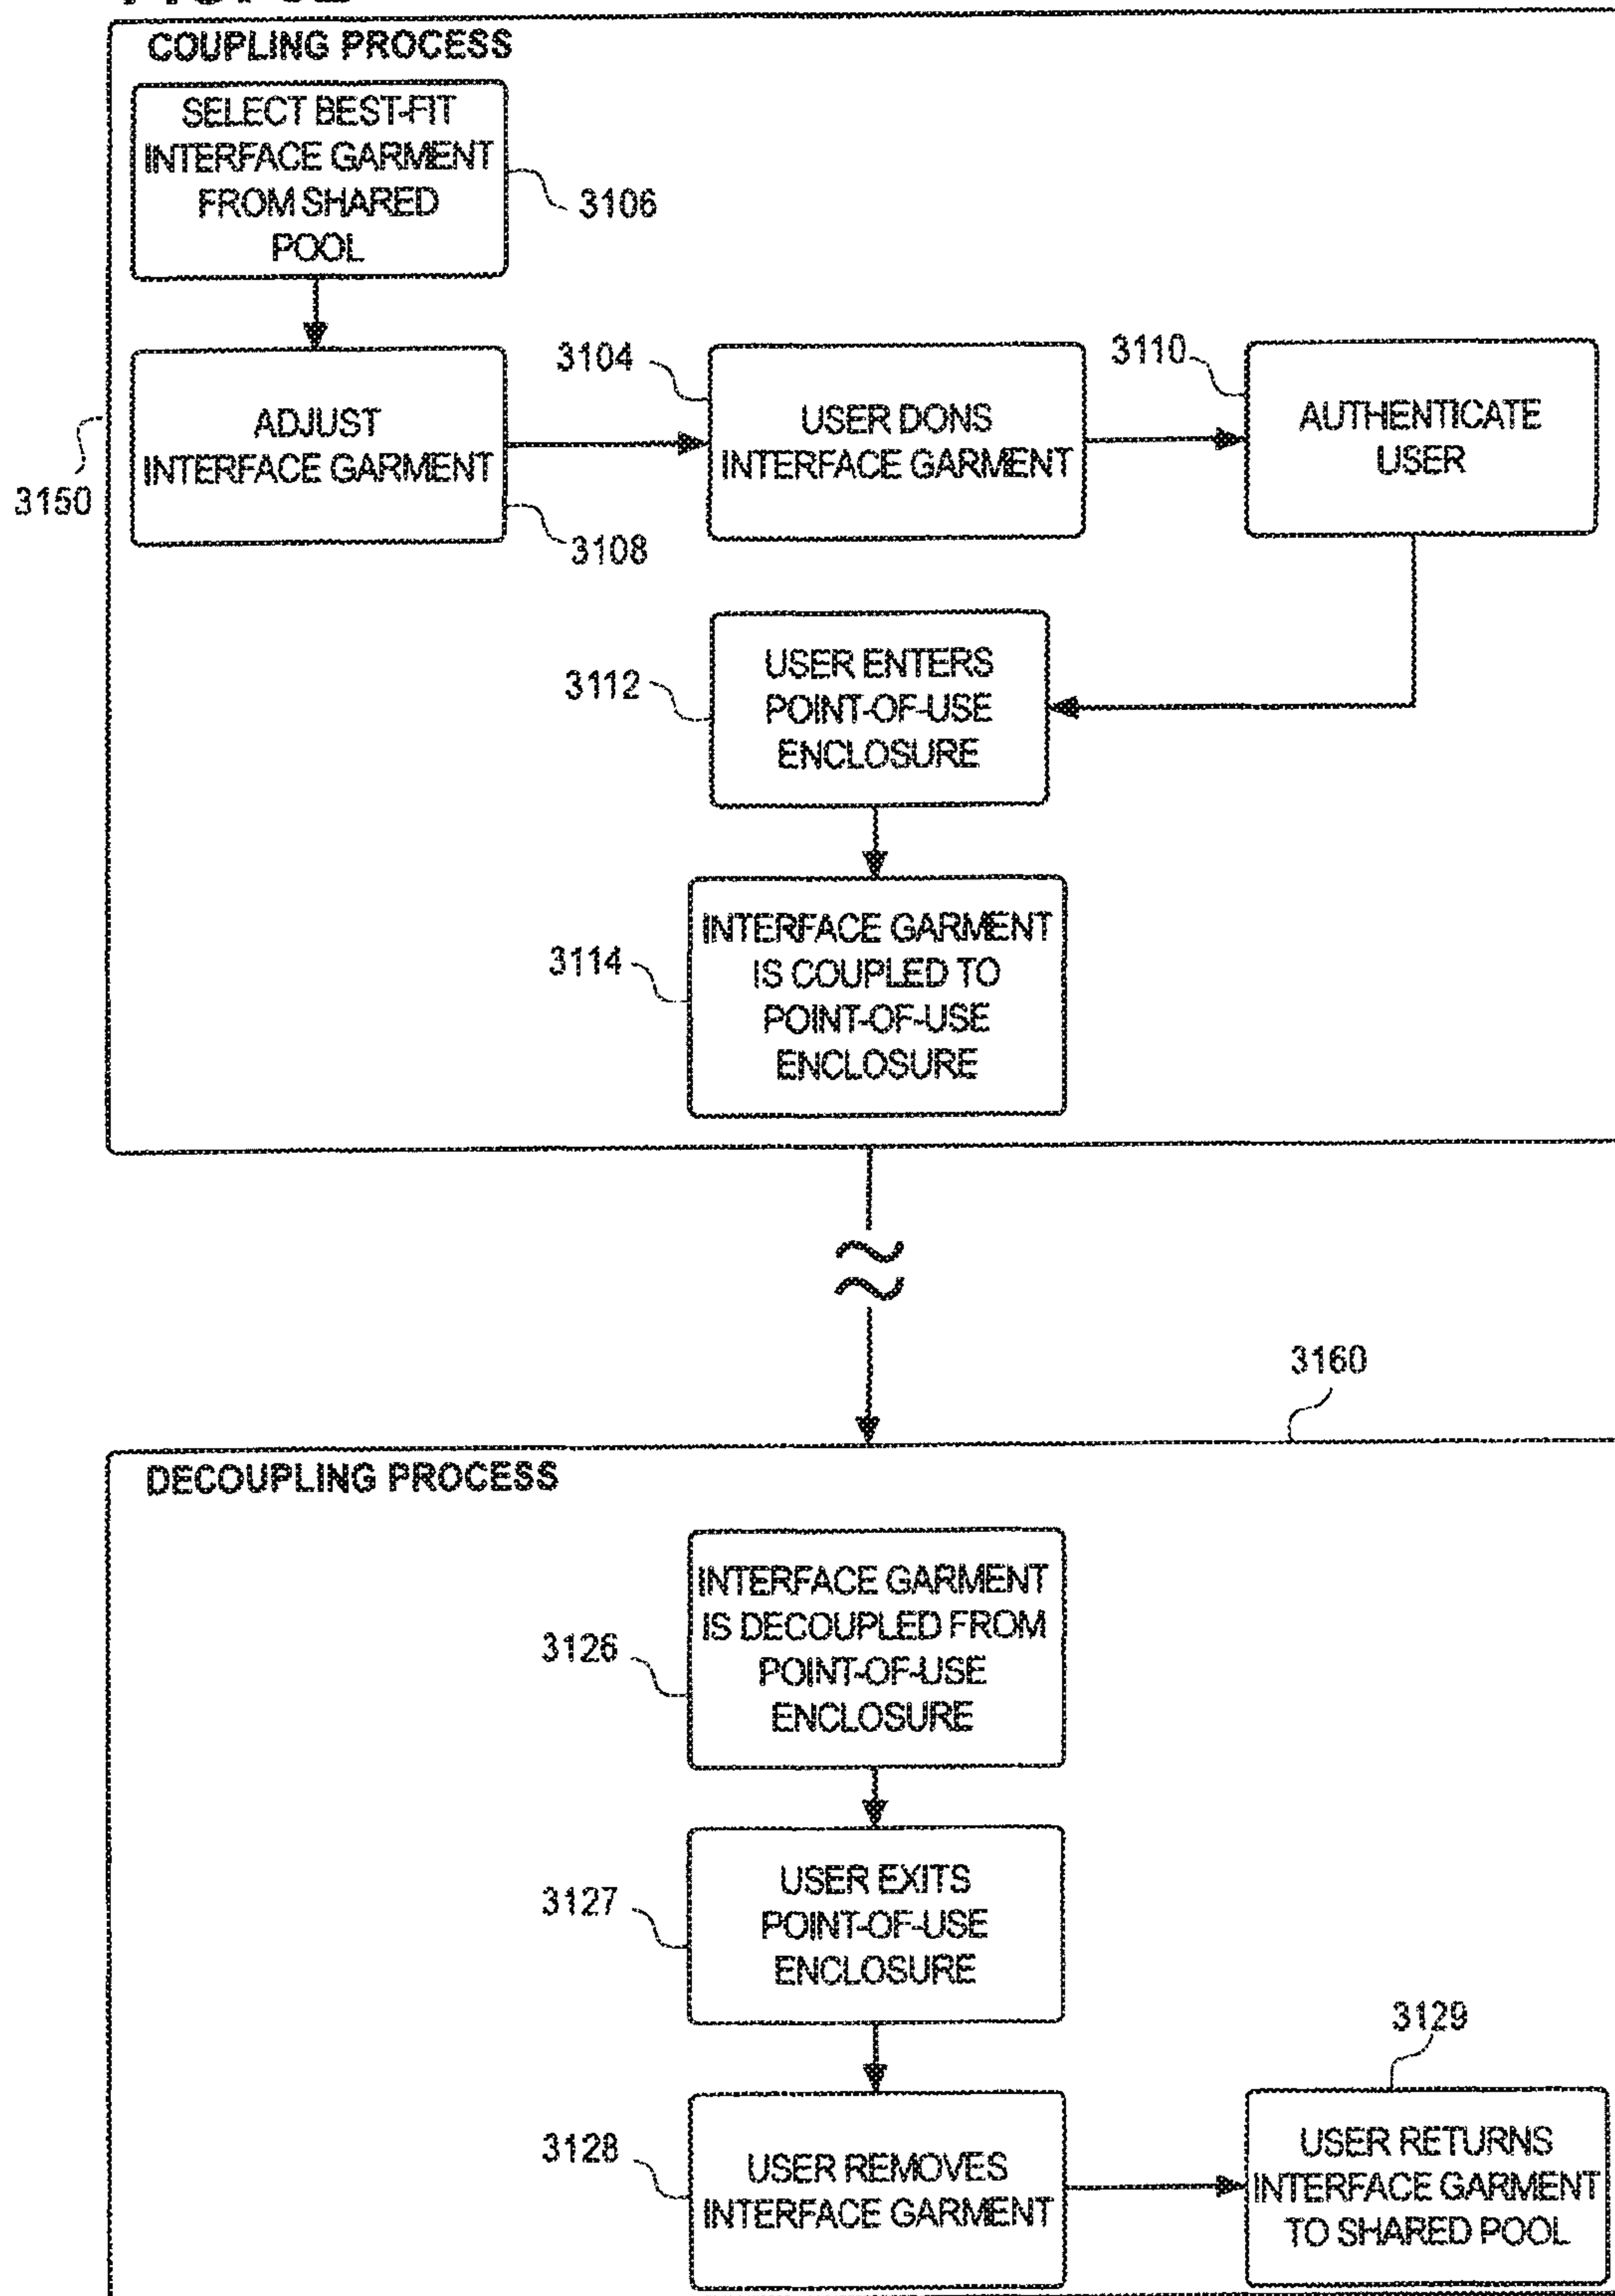 COUPLING PROCESS
SELECT BEST-FIT
INTERFACE GARMENT
FROM SHARED
POOL
3106
ADJUST
INTERFACE GARMENT
3108
3104
USER DONS
INTERFACE GARMENT
3110
AUTHENTICATE
USER
3150
3112
USER ENTERS
POINT-OF-USE
ENCLOSURE
3114
INTERFACE GARMENT
IS COUPLED TO
POINT-OF-USE
ENCLOSURE
3160
DECOUPLING PROCESS
3126
INTERFACE GARMENT
IS DECOUPLED FROM
POINT-OF-USE
ENCLOSURE
3127
USER EXITS
POINT-OF-USE
ENCLOSURE
3128
USER REMOVES
INTERFACE GARMENT
3129
USER RETURNS
INTERFACE GARMENT
TO SHARED POOL